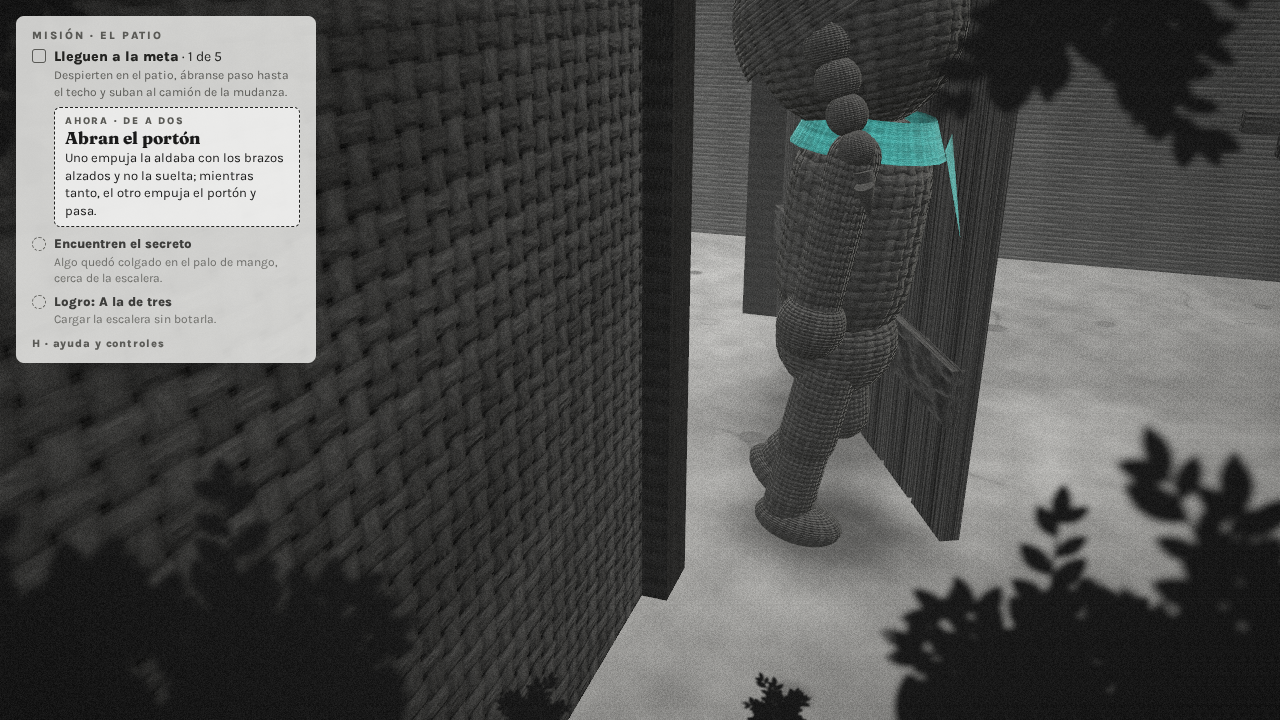 MISIÓN · EL PATIO
Lleguen a la meta · 1 de 5
Despierten en el patio, ábranse paso hasta
el techo y suban al camión de la mudanza.
AHORA · DE A DOS
Abran el portón
Uno empuja la aldaba con los brazos
alzados y no la suelta; mientras
tanto, el otro empuja el portón y
pasa.
Encuentren el secreto
Algo quedó colgado en el palo de mango,
cerca de la escalera.
Logro: A la de tres
Cargar la escalera sin botarla.
H · ayuda y controles